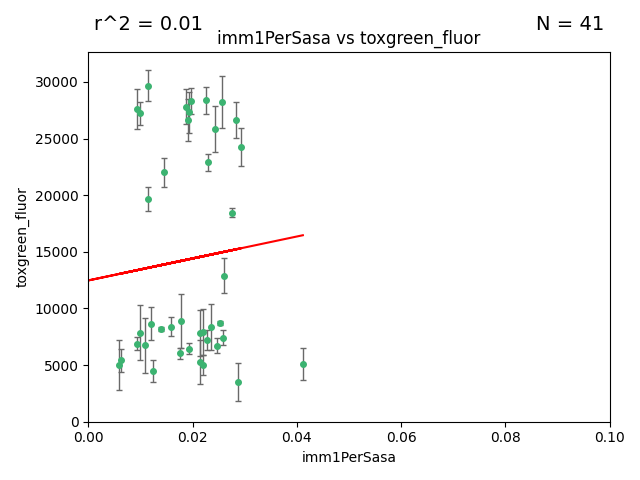 r^2 = 0.01
N = 41
imm1PerSasa vs toxgreen_fluor
30000
25000
20000
15000
10000
5000
0
toxgreen_fluor
0.00 0.02 0.04 0.06 0.08 0.10
imm1PerSasa